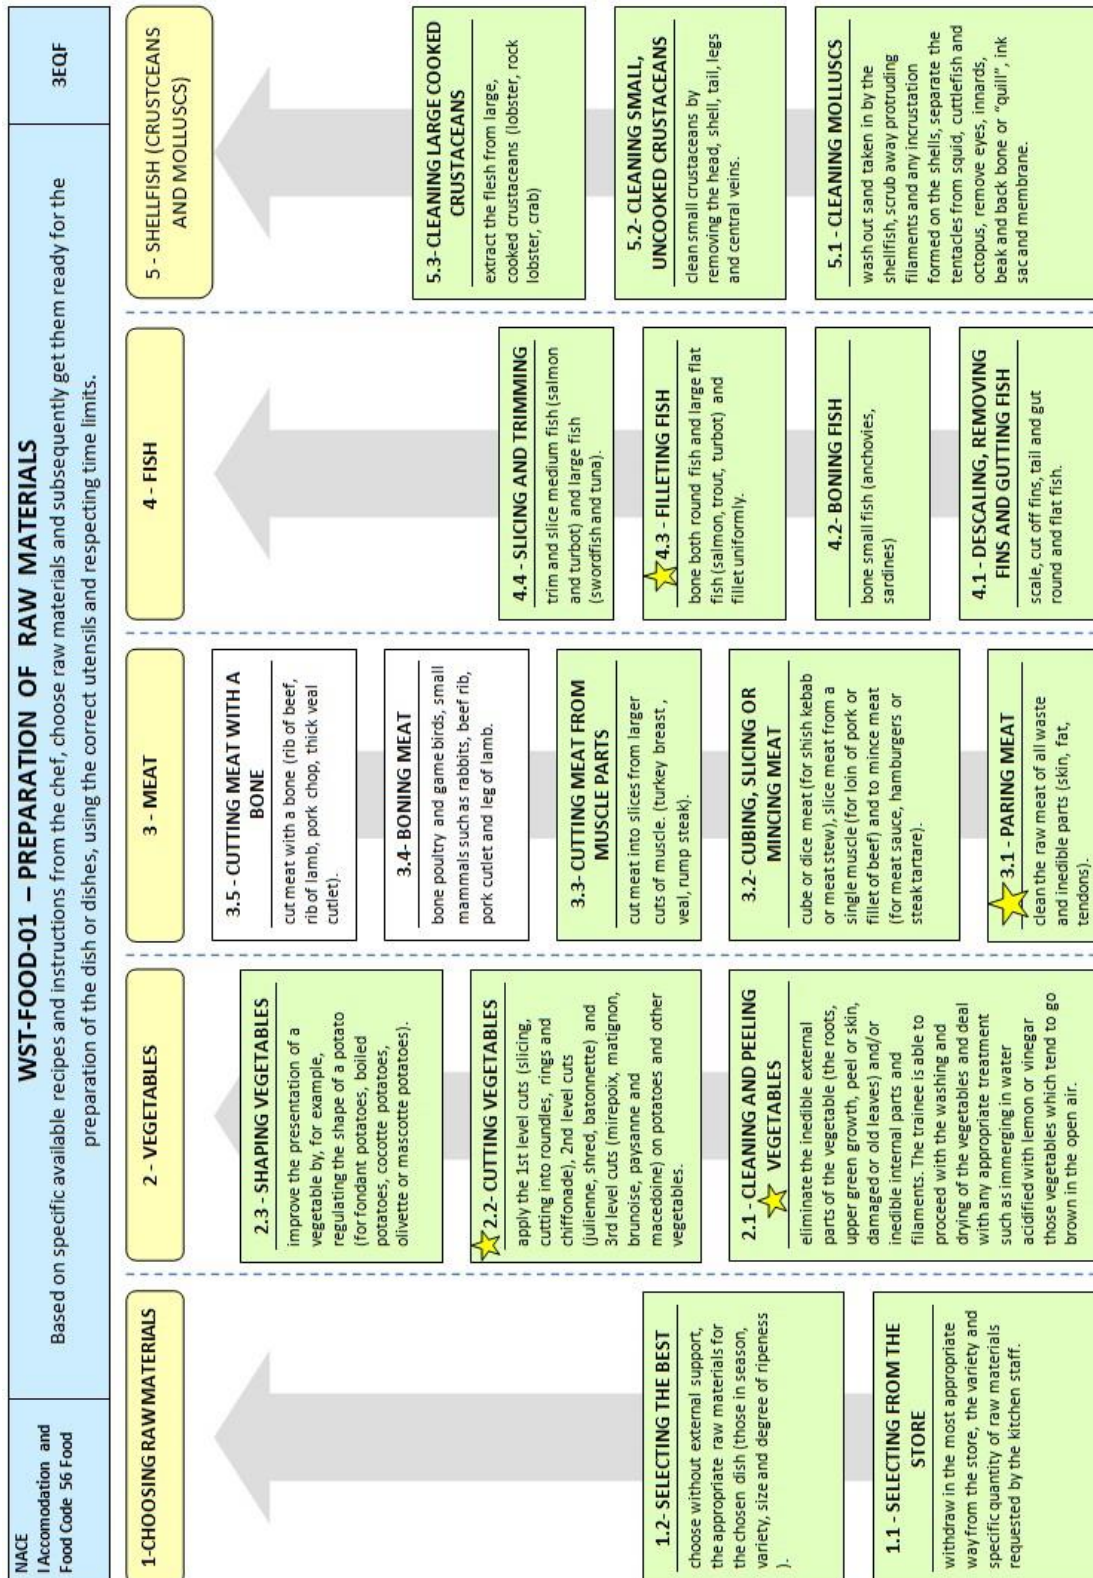 NACE
I Accomodation and
Food Code 56 Food
WST-FOOD-01 – PREPARATION OF RAW MATERIALS
Based on specific available recipes and instructions from the chef, choose raw materials and subsequently get them ready for the
preparation of the dish or dishes, using the correct utensils and respecting time limits.
3EQF
1-CHOOSING RAW MATERIALS
1.2- SELECTING THE BEST
choose without external support,
the appropriate raw materials for
the chosen dish (those in season,
variety, size and degree of ripeness
).
1.1 - SELECTING FROM THE
STORE
withdraw in the most appropriate
way from the store, the variety and
specific quantity of raw materials
requested by the kitchen staff.
2 - VEGETABLES
2.3 - SHAPING VEGETABLES
improve the presentation of a
vegetable by, for example,
regulating the shape of a potato
(for fondant potatoes, boiled
potatoes, cocotte potatoes,
olivette or mascotte potatoes).
2.2 - CUTTING VEGETABLES
apply the 1st level cuts (slicing,
cutting into roundles, rings and
chiffonade), 2nd level cuts
(julienne, shred, batonnette) and
3rd level cuts (mirepoix, matignon,
brunoise, paysanne and
macedoine) on potatoes and other
vegetables.
2.1 - CLEANING AND PEELING
VEGETABLES
eliminate the inedible external
parts of the vegetable (the roots,
upper green growth, peel or skin,
damaged or old leaves) and/or
inedible internal parts and
filaments. The trainee is able to
proceed with the washing and
drying of the vegetables and deal
with any appropriate treatment
such as immerging in water
acidified with lemon or vinegar
those vegetables which tend to go
brown in the open air.
3 - MEAT
3.5 - CUTTING MEAT WITH A
BONE
cut meat with a bone (rib of beef,
rib of lamb, pork chop, thick veal
cutlet).
3.4- BONING MEAT
bone poultry and game birds, small
mammals such as rabbits, beef rib,
pork cutlet and leg of lamb.
3.3- CUTTING MEAT FROM
MUSCLE PARTS
cut meat into slices from larger
cuts of muscle. (turkey breast ,
veal, rump steak).
3.2- CUBING, SLICING OR
MINCING MEAT
cube or dice meat (for shish kebab
or meat stew), slice meat from a
single muscle (for loin of pork or
fillet of beef) and to mince meat
(for meat sauce, hamburgers or
steak tartare).
3.1 - PARING MEAT
clean the raw meat of all waste
and inedible parts (skin, fat,
tendons).
4 - FISH
4.4 - SLICING AND TRIMMING
trim and slice medium fish (salmon
and turbot) and large fish
(swordfish and tuna).
4.3 - FILLETING FISH
bone both round fish and large flat
fish (salmon, trout, turbot) and
fillet uniformly.
4.2- BONING FISH
bone small fish (anchovies,
sardines)
4.1 - DESCALING, REMOVING
FINS AND GUTTING FISH
scale, cut off fins, tail and gut
round and flat fish.
5 - SHELLFISH (CRUSTCEANS
AND MOLLUSCS)
5.3- CLEANING LARGE COOKED
CRUSTACEANS
extract the flesh from large,
cooked crustaceans (lobster, rock
lobster, crab)
5.2 - CLEANING SMALL,
UNCOOKED CRUSTACEANS
clean small crustaceans by
removing the head, shell, tail, legs
and central veins.
5.1 - CLEANING MOLLUSCS
wash out sand taken in by the
shellfish, scrub away protruding
filaments and any incrustation
formed on the shells, separate the
tentacles from squid, cuttlefish and
octopus, remove eyes, innards,
beak and back bone or “quill”, ink
sac and membrane.